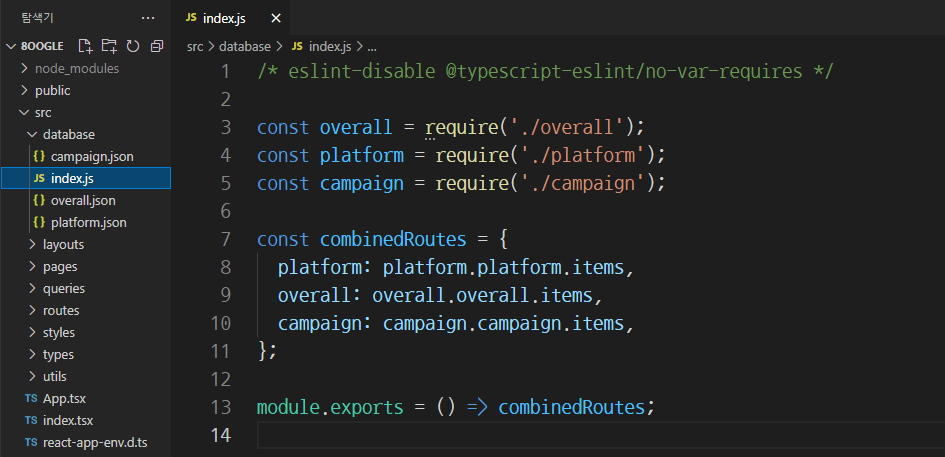 탐색기 ···
8OOGLE
node_modules
public
src
database
{} campaign.json
JS index.js
{} overall.json
{} platform.json
layouts
pages
queries
routes
styles
types
utils
TS App.tsx
TS index.tsx
TS react-app-env.d.ts
JS index.js ×
src > database > JS index.js > ...
1 /* eslint-disable @typescript-eslint/no-var-requires */
2
3 const overall = require('./overall');
4 const platform = require('./platform');
5 const campaign = require('./campaign');
6
7 const combinedRoutes = {
8 platform: platform.platform.items,
9 overall: overall.overall.items,
10 campaign: campaign.campaign.items,
11 };
12
13 module.exports = () => combinedRoutes;
14